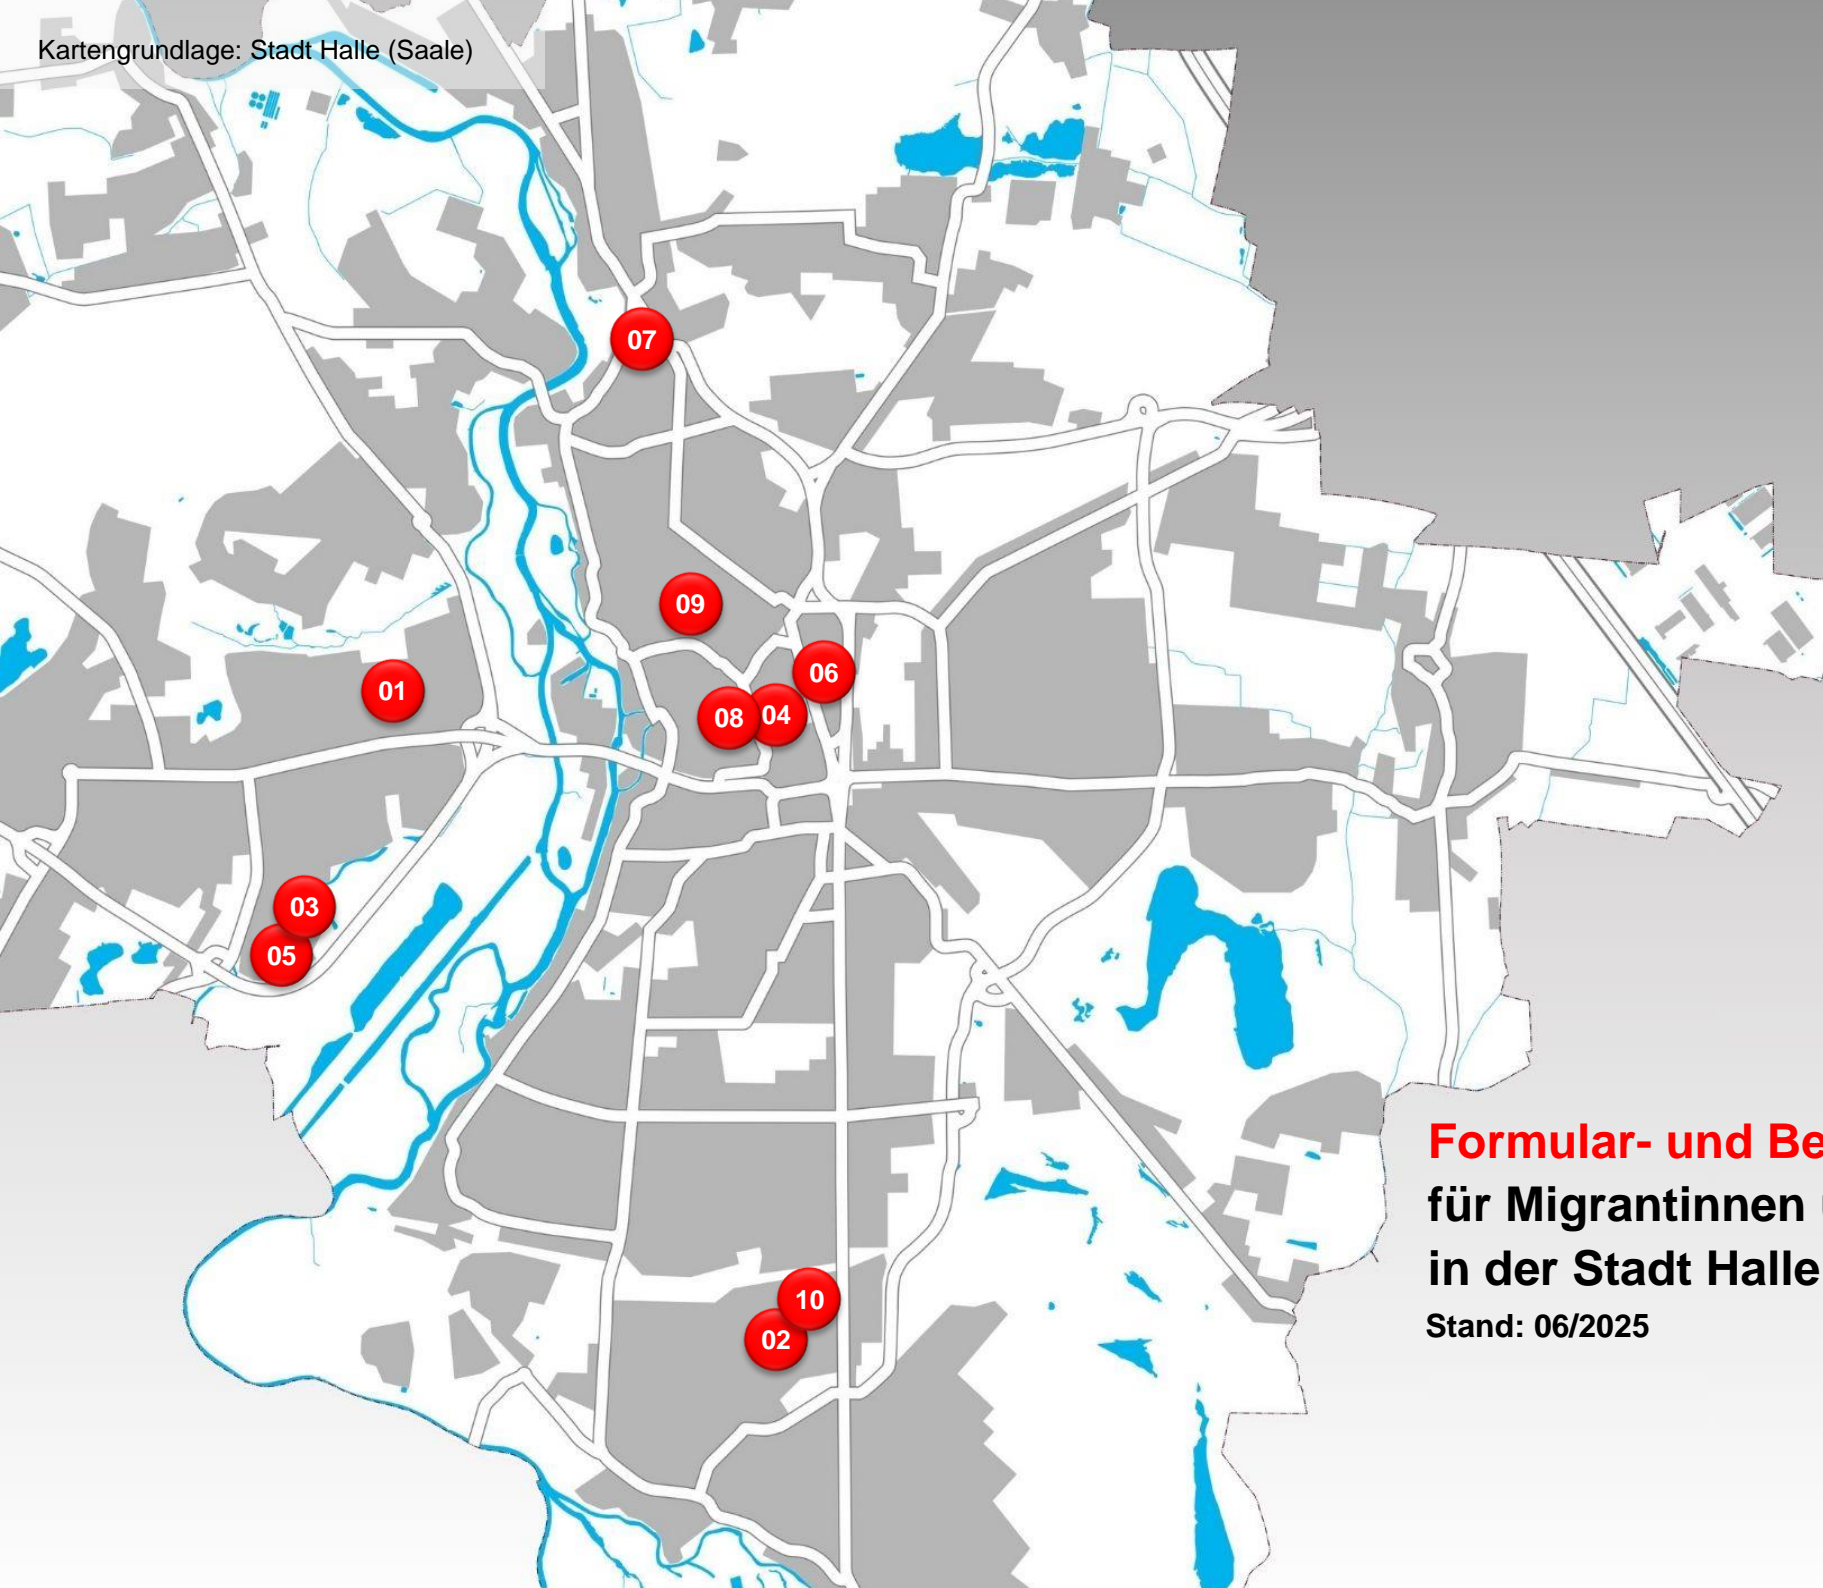 Kartengrundlage: Stadt Halle (Saale)
07
09
06
01
08
04
03
05
10
02
Formular- und Be
für Migrantinnen
in der Stadt Halle
Stand: 06/2025